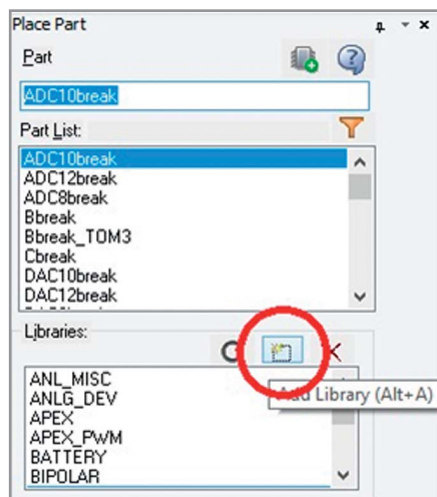 Place Part
Part
ADC10break
Part List:
ADC10break
ADC12break
ADC8break
Bbreak
Bbreak_TOM3
Cbreak
DAC10break
DAC12break
Libraries:
Add Library (Alt+A)
ANL_MISC
ANLG_DEV
APEX
APEX_PWM
BATTERY
BIPOLAR